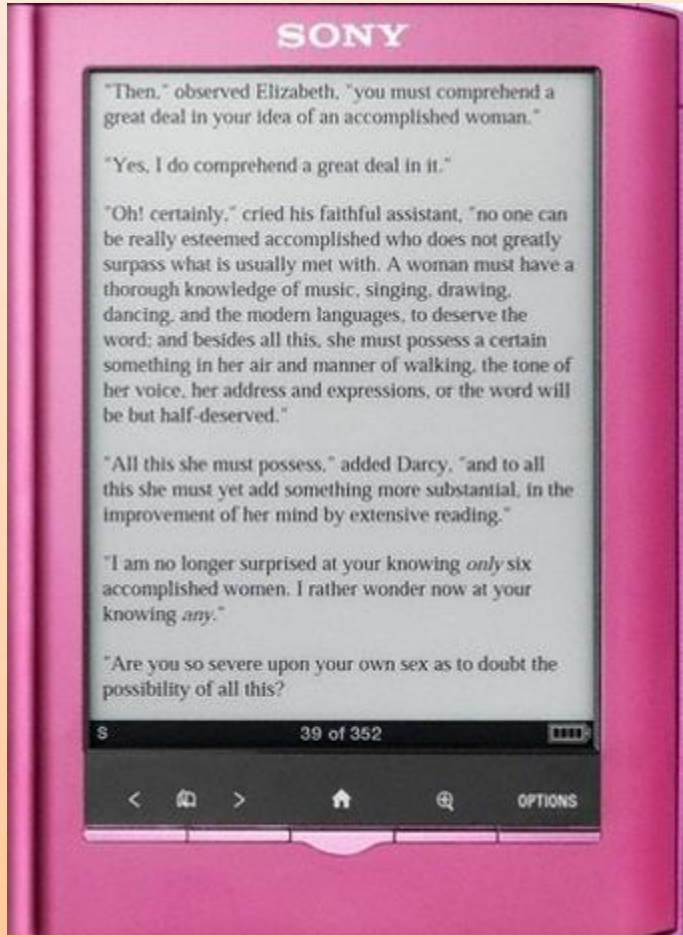 SONY
"Then," observed Elizabeth, "you must comprehend a
great deal in your idea of an accomplished woman."
"Yes, I do comprehend a great deal in it."
"Oh! certainly," cried his faithful assistant, "no one can
be really esteemed accomplished who does not greatly
surpass what is usually met with. A woman must have a
thorough knowledge of music, singing, drawing,
dancing, and the modern languages, to deserve the
word; and besides all this, she must possess a certain
something in her air and manner of walking, the tone of
her voice, her address and expressions, or the word will
be but half-deserved."
"All this she must possess," added Darcy, "and to all
this she must yet add something more substantial, in the
improvement of her mind by extensive reading."
"I am no longer surprised at your knowing only six
accomplished women. I rather wonder now at your
knowing any."
"Are you so severe upon your own sex as to doubt the
possibility of all this?
S 39 of 352
< > OPTIONS